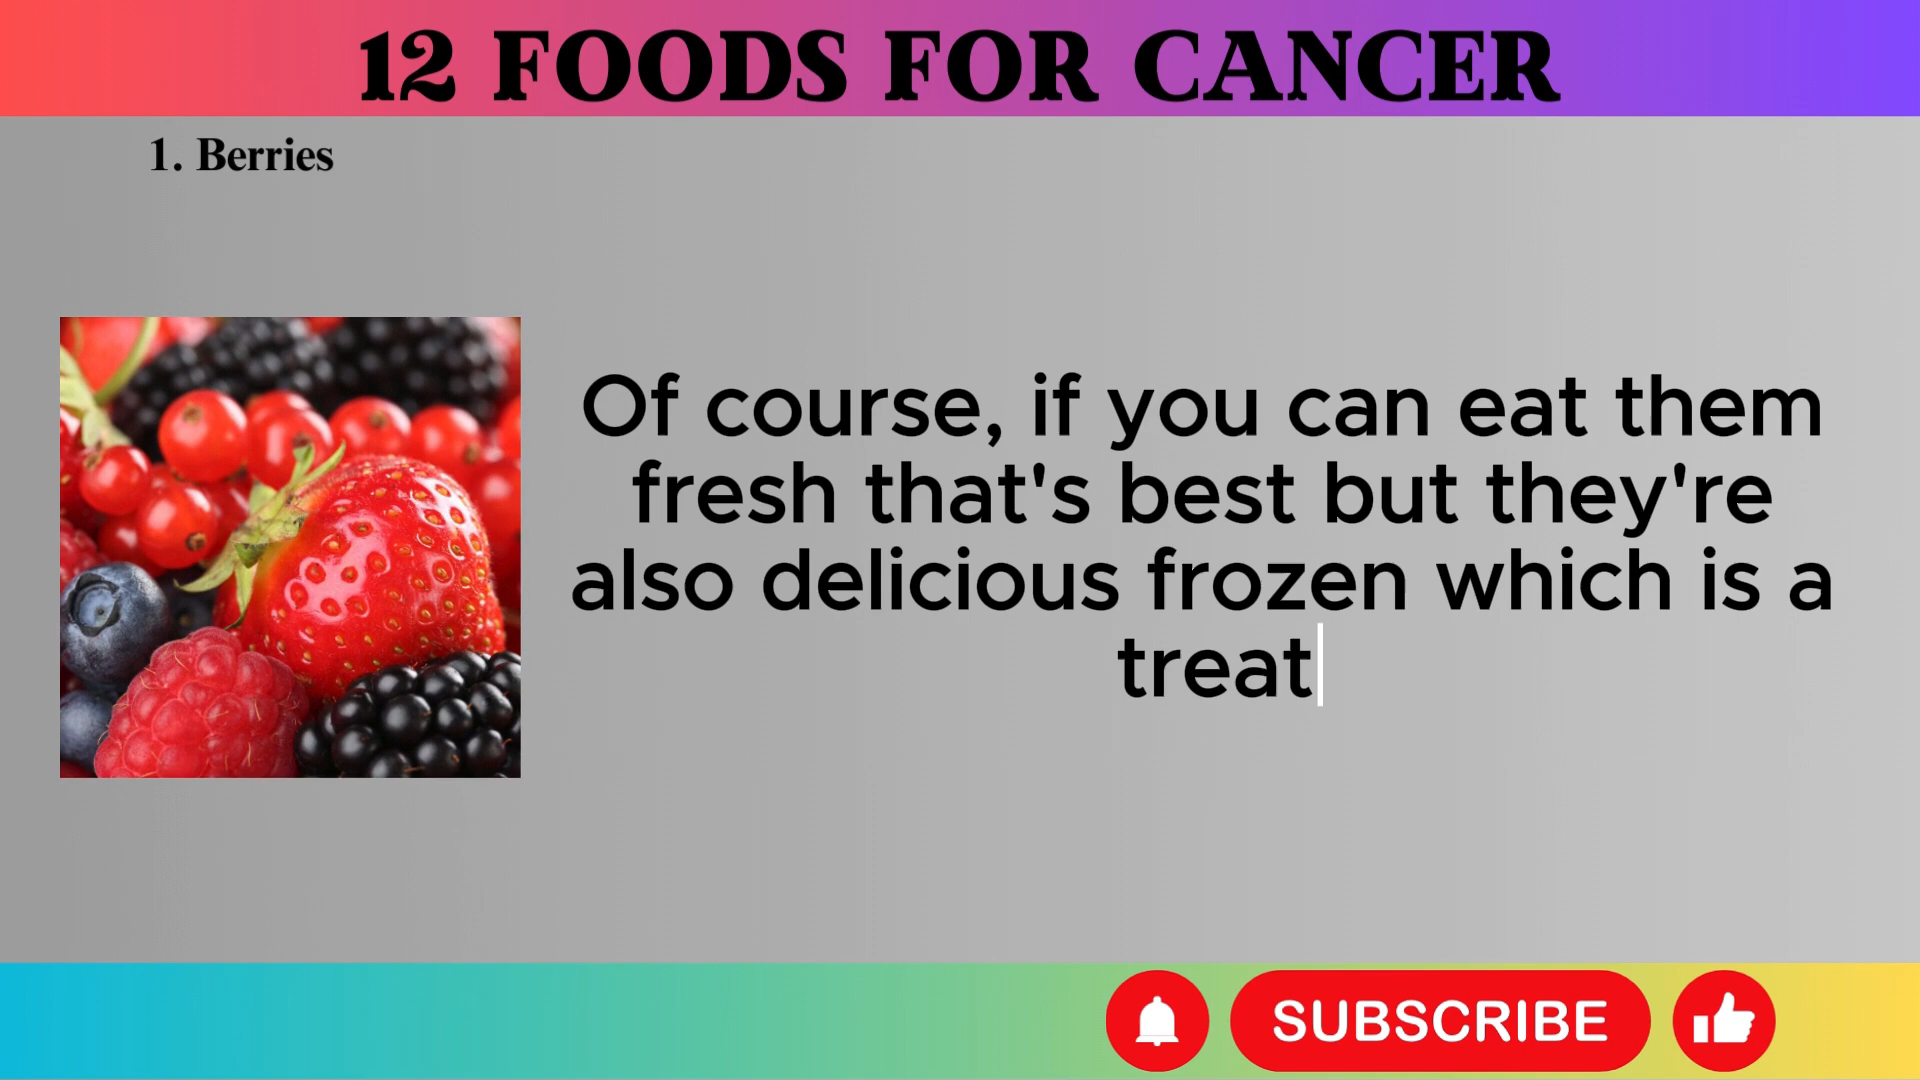 12 FOODS FOR CANCER
1. Berries
Of course, if you can eat them
fresh that's best but they're
also delicious frozen which is a
treat
SUBSCRIBE